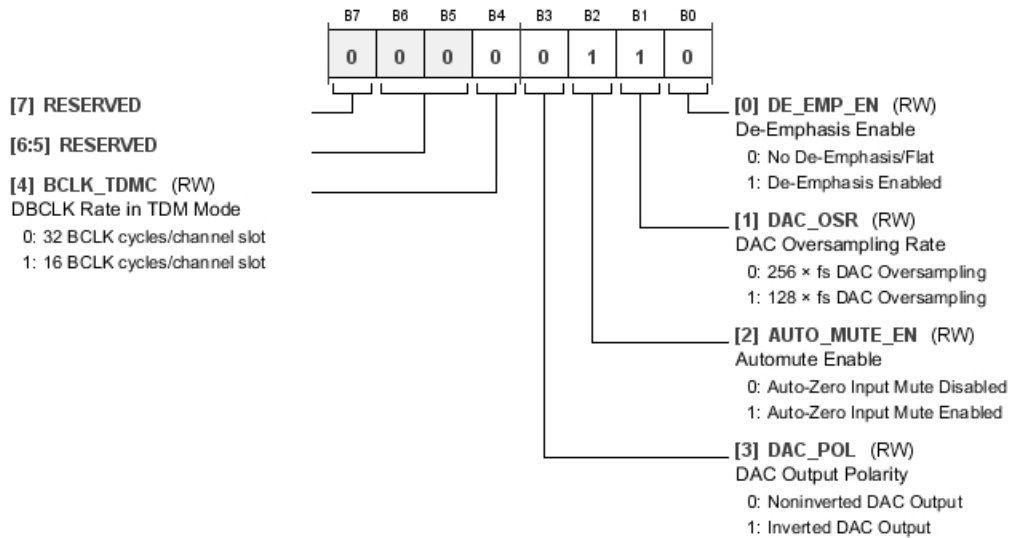 B7 B6 B5 B4 B3 B2 B1 B0
0 0 0 0 0 1 1 0
[7] RESERVED
[6:5] RESERVED
[4] BCLK_TDMC (RW)
DBCLK Rate in TDM Mode
0: 32 BCLK cycles/channel slot
1: 16 BCLK cycles/channel slot
[0] DE_EMP_EN (RW)
De-Emphasis Enable
0: No De-Emphasis/Flat
1: De-Emphasis Enabled
[1] DAC_OSR (RW)
DAC Oversampling Rate
0: 256 × fs DAC Oversampling
1: 128 × fs DAC Oversampling
[2] AUTO_MUTE_EN (RW)
Automute Enable
0: Auto-Zero Input Mute Disabled
1: Auto-Zero Input Mute Enabled
[3] DAC_POL (RW)
DAC Output Polarity
0: Noninverted DAC Output
1: Inverted DAC Output